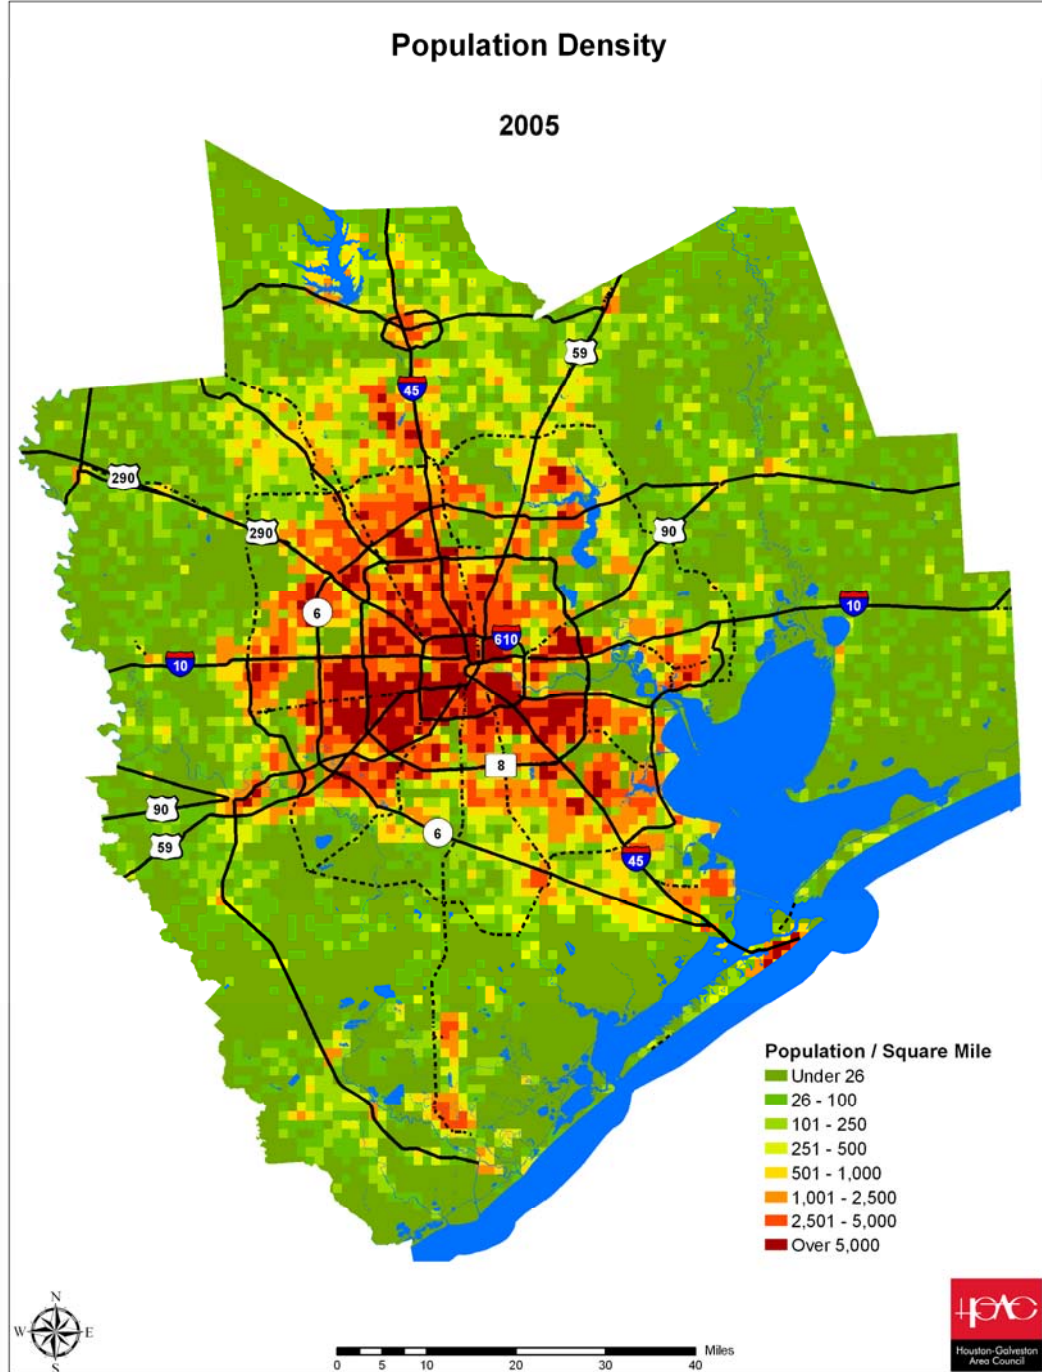 Population Density
2005
59
45
290
290
90
6
10
610
10
8
90
59
6
45
Population / Square Mile
Under 26
26 - 100
101 - 250
251 - 500
501 - 1,000
1,001 - 2,500
2,501 - 5,000
Over 5,000
N
W E
S
Miles
0 5 10 20 30 40
HGAC
Houston-Galveston
Area Council